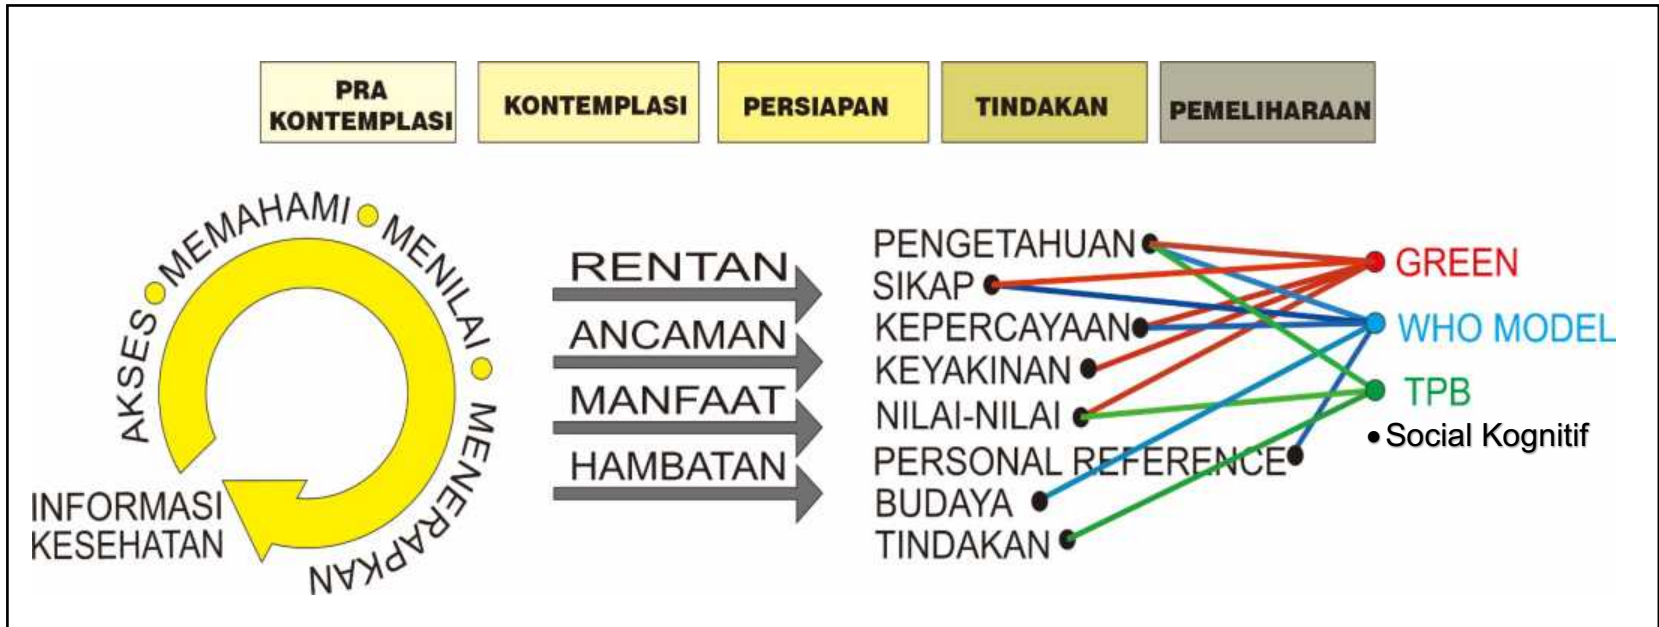 PRA
KONTEMPLASI
KONTEMPLASI
PERSIAPAN
TINDAKAN
PEMELIHARAAN
AKSES
MEMAHAMI
MENILAI
MENERAPKAN
INFORMASI
KESEHATAN
RENTAN
ANCAMAN
MANFAAT
HAMBATAN
PENGETAHUAN
SIKAP
KEPERCAYAAN
KEYAKINAN
NILAI-NILAI
PERSONAL REFERENCE
BUDAYA
TINDAKAN
GREEN
WHO MODEL
TPB
• Social Kognitif